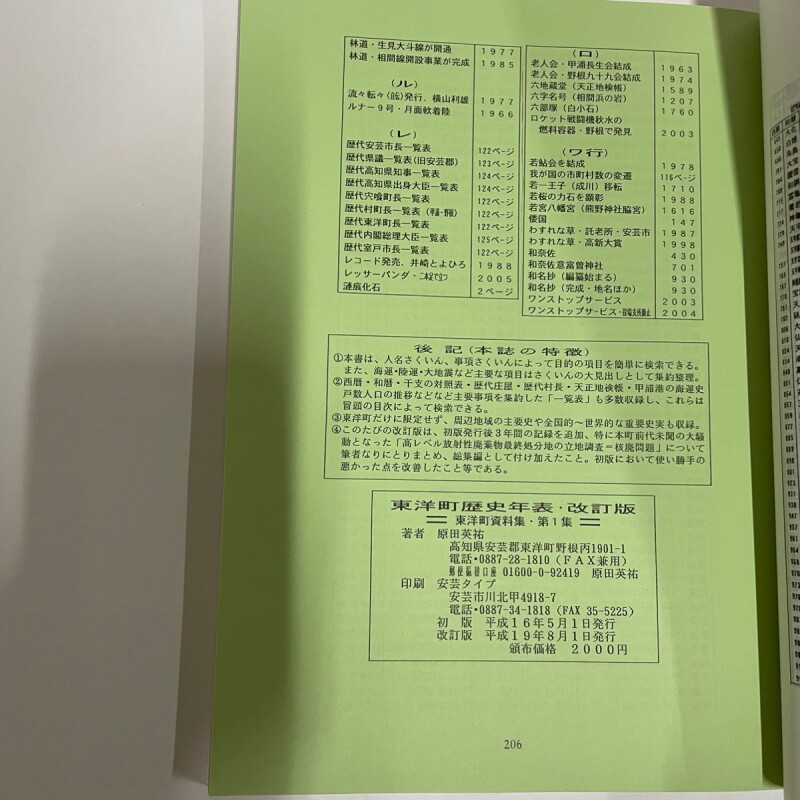 林道・生見大斗線が開通 1977
林道・相間線開設事業が完成 1985
（ル）
流々転々(自伝)発行、横山利雄 1977
ルナー9号・月面軟着陸 1966
（レ）
歴代安芸市長一覧表 122ページ
歴代県議一覧表(旧安芸郡) 123ページ
歴代高知県知事一覧表 124ページ
歴代高知県出身大臣一覧表 124ページ
歴代宍喰町長一覧表 122ページ
歴代村町長一覧表（甲浦・野根） 122ページ
歴代東洋町長一覧表 122ページ
歴代内閣総理大臣一覧表 125ページ
歴代室戸市長一覧表 122ページ
レコード発売、井崎とよひろ 1988
レッサーパンダ・二本足で立つ 2005
漣痕化石 2ページ
（ロ）
老人会・甲浦長生会結成 1963
老人会・野根九十九会結成 1974
六地蔵堂（天正地検帳） 1589
六字名号（相間浜の岩） 1207
六部塚（白小石） 1760
ロケット戦闘機秋水の
燃料容器・野根で発見 2003
（ワ行）
若鮎会を結成 1978
我が国の市町村数の変遷 116ページ
若一王子（成川）移転 1710
若桜の力石を顕彰 1988
若宮八幡宮（熊野神社脇宮） 1616
倭国 147
わすれな草・託老所・安芸市 1987
わすれな草・高新大賞 1998
和奈佐 430
和奈佐意富曽神社 701
和名抄（編纂始まる） 930
和名抄（完成・地名ほか） 930
ワンストップサービス 2003
ワンストップサービス・役場支所廃止 2004
後記(本誌の特徴)
①本書は、人名さくいん、事項さくいんによって目的の項目を簡単に検索できる。
また、海運・陸運・大地震など主要な項目はさくいんの大見出しとして集約整理。
②西暦・和暦・干支の対照表・歴代庄屋・歴代村長・天正地検帳・甲浦港の海運史
戸数人口の推移などなど主要事項を集約した「一覧表」も多数収録し、これらは
冒頭の目次によって検索できる。
③東洋町だけに限定せず、周辺地域の主要史や全国的～世界的な重要史実も収録。
④このたびの改訂版は、初版発行後3年間の記録を追加、特に本町前代未聞の大騒
動となった「高レベル放射性廃棄物最終処分地の立地調査＝核廃問題」について
筆者なりにとりまとめ、総集編として付け加えたこと。初版において使い勝手の
悪かった点を改善したこと等である。
東洋町歴史年表・改訂版
＝ 東洋町資料集・第1集 ＝
著者 原田英祐
高知県安芸郡東洋町野根丙1901-1
電話・0887-28-1810（FAX兼用）
郵便振替口座 01600-0-92419 原田英祐
印刷 安芸タイプ
安芸市川北甲4918-7
電話・0887-34-1818（FAX 35-5225）
初 版 平成16年5月1日発行
改訂版 平成19年8月1日発行
頒布価格 2000円
206